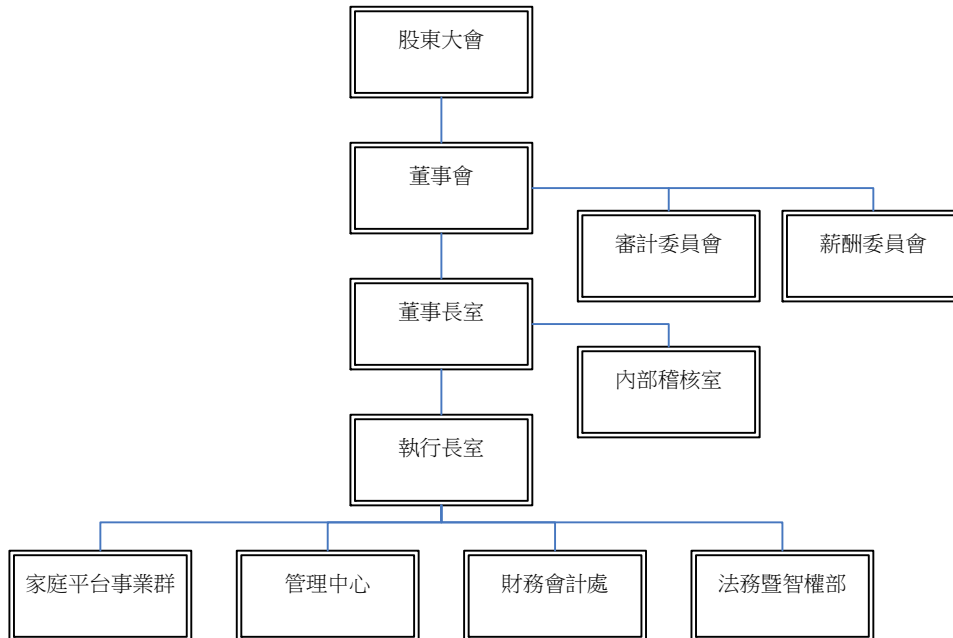 股東大會
董事會
審計委員會
薪酬委員會
董事長室
內部稽核室
執行長室
家庭平台事業群
管理中心
財務會計處
法務暨智權部